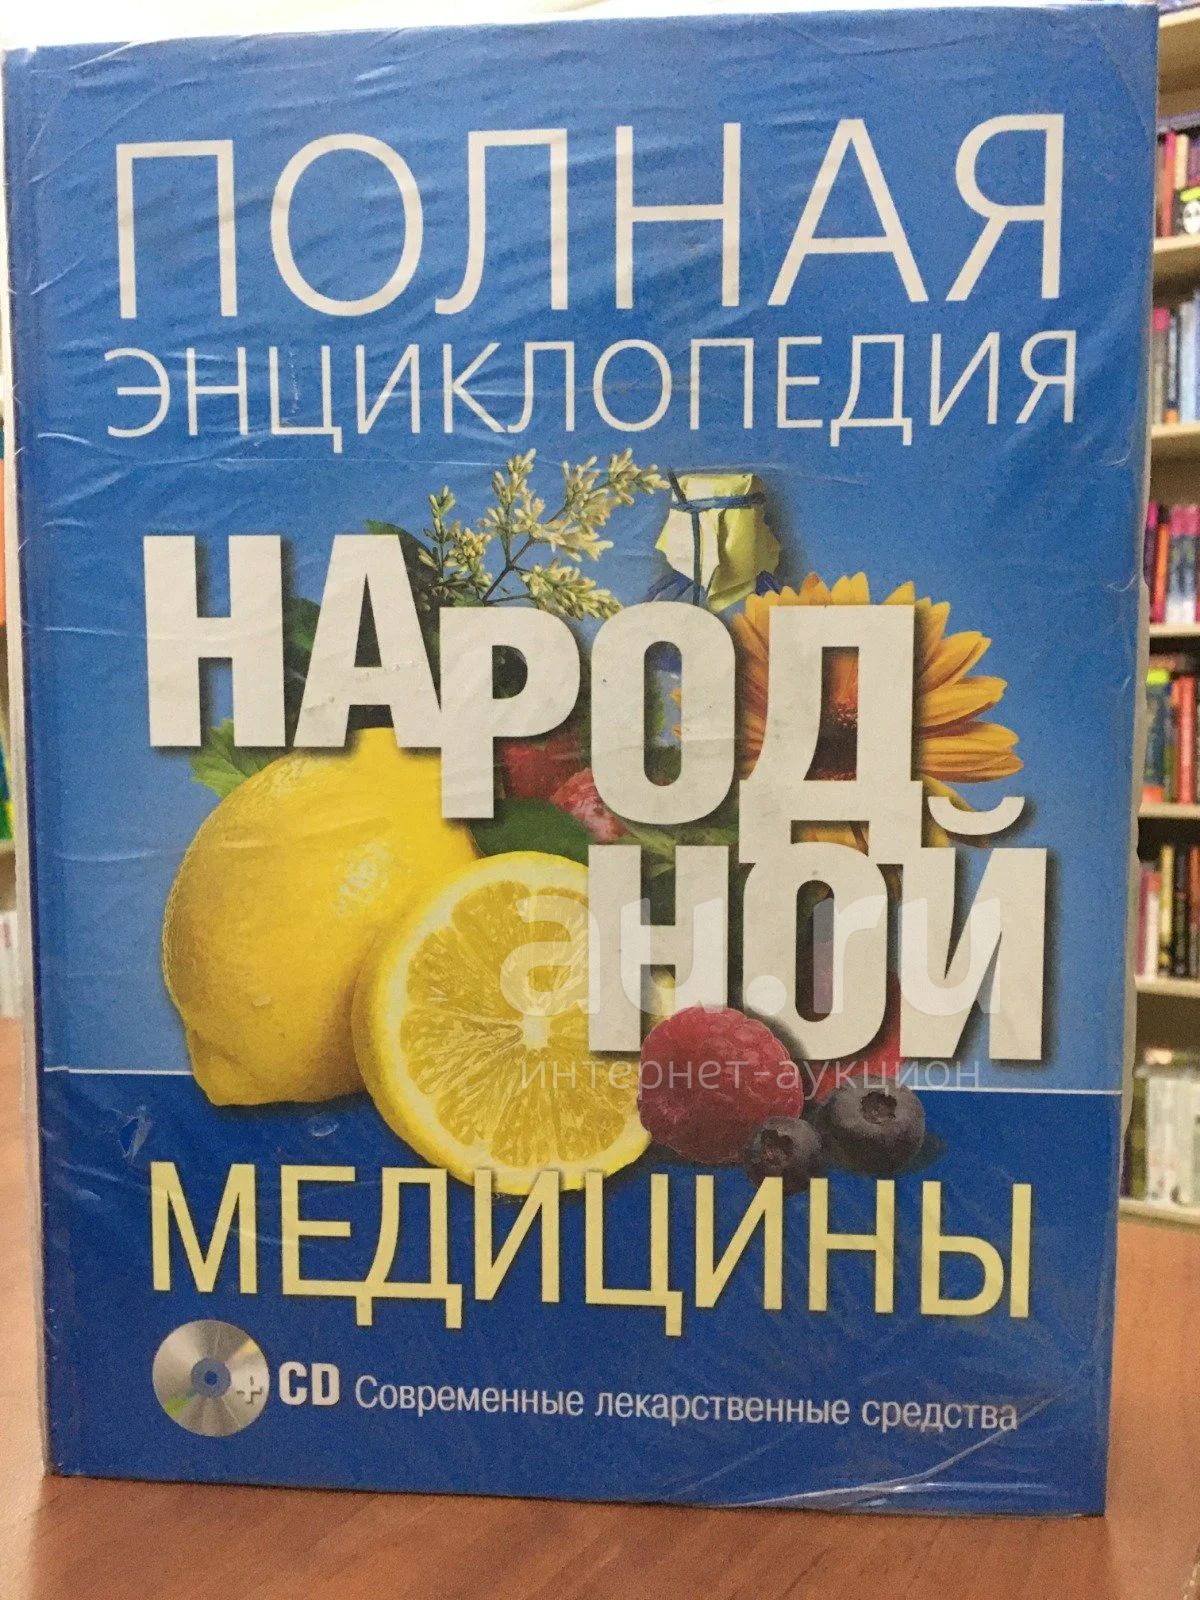 ПОЛНАЯ
ЭНЦИКЛОПЕДИЯ
НАРОД
НОЙ
au.ru
интернет-аукцион
МЕДИЦИНЫ
+ CD Современные лекарственные средства